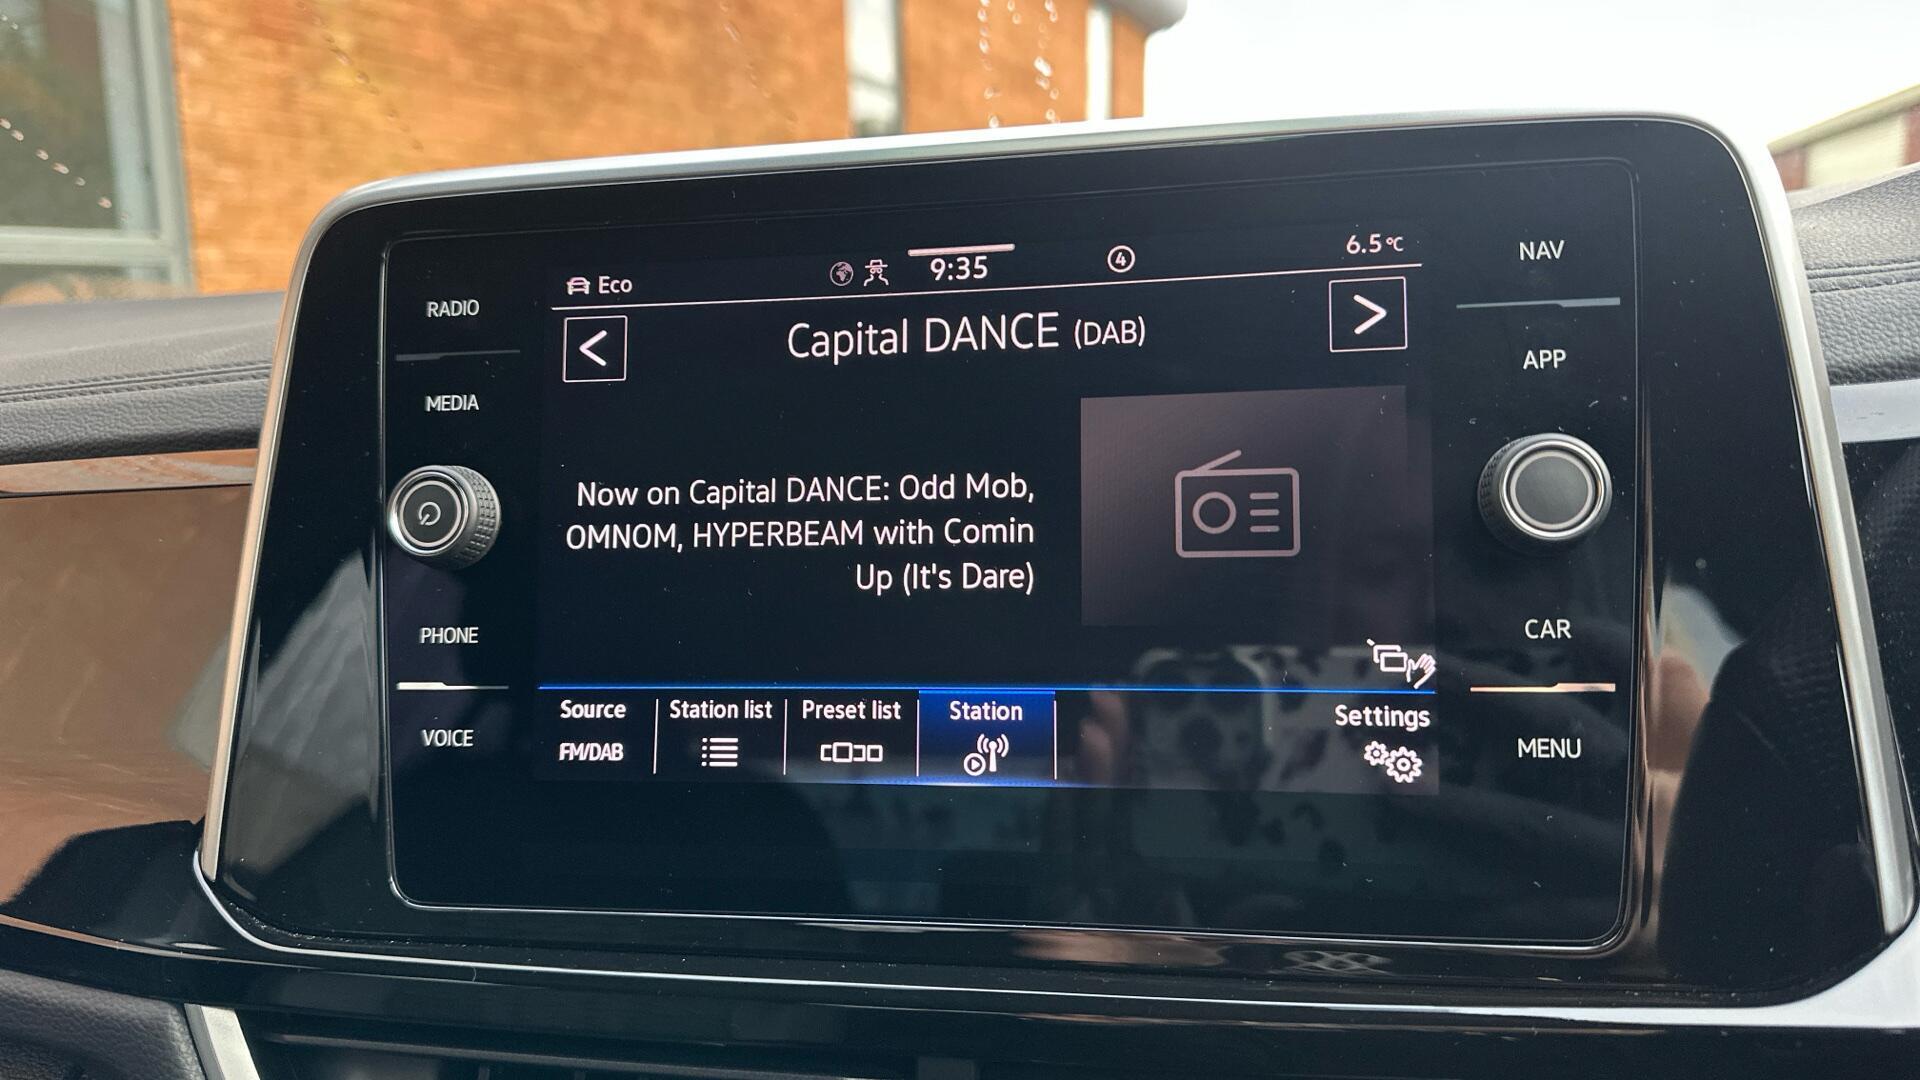 Eco
9:35
4
6.5°C
NAV
RADIO
<
Capital DANCE (DAB)
>
APP
MEDIA
Now on Capital DANCE: Odd Mob,
OMNOM, HYPERBEAM with Comin
Up (It's Dare)
PHONE
CAR
VOICE
Source
FM/DAB
Station list
Preset list
Station
Settings
MENU